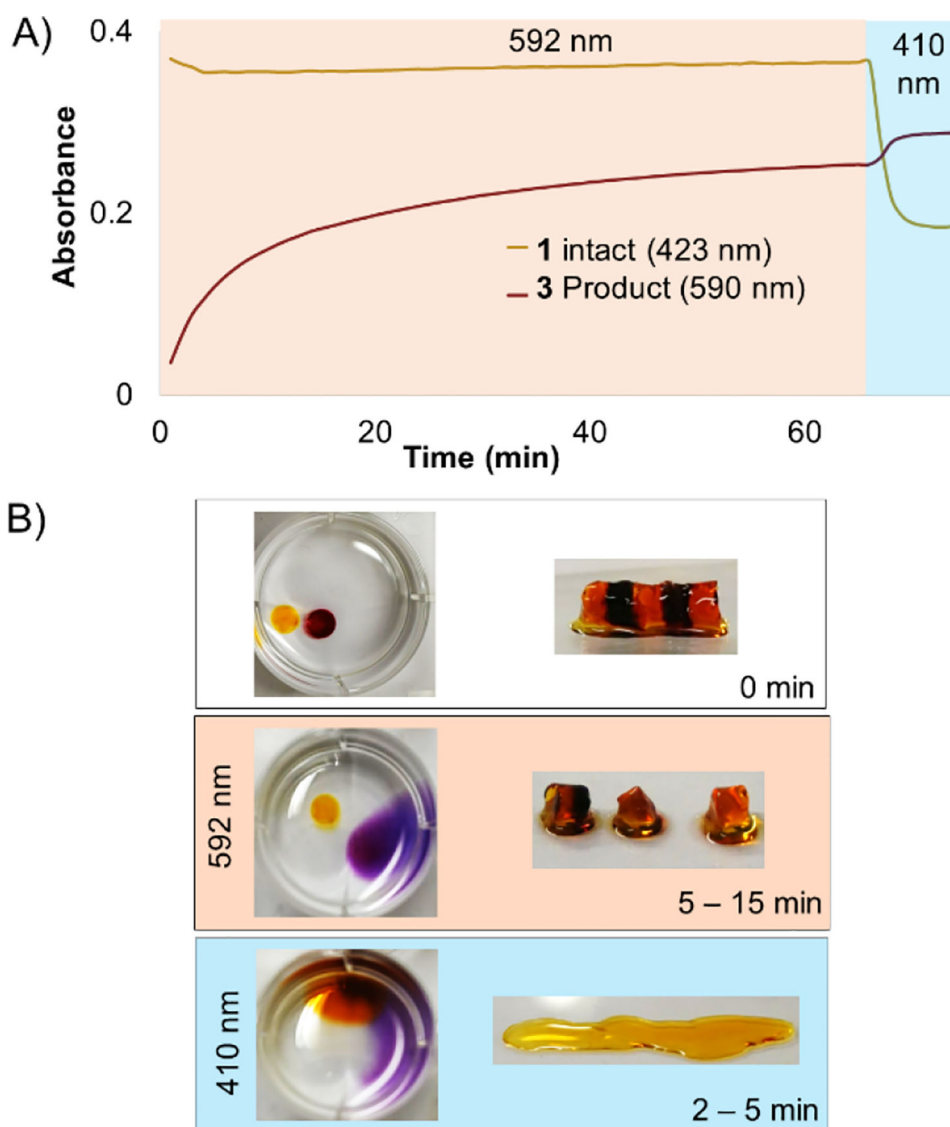 A)
0.4
592 nm
410
nm
Absorbance
0.2
1 intact (423 nm)
3 Product (590 nm)
0
0
20
40
60
Time (min)
B)
0 min
592 nm
5 – 15 min
410 nm
2 – 5 min